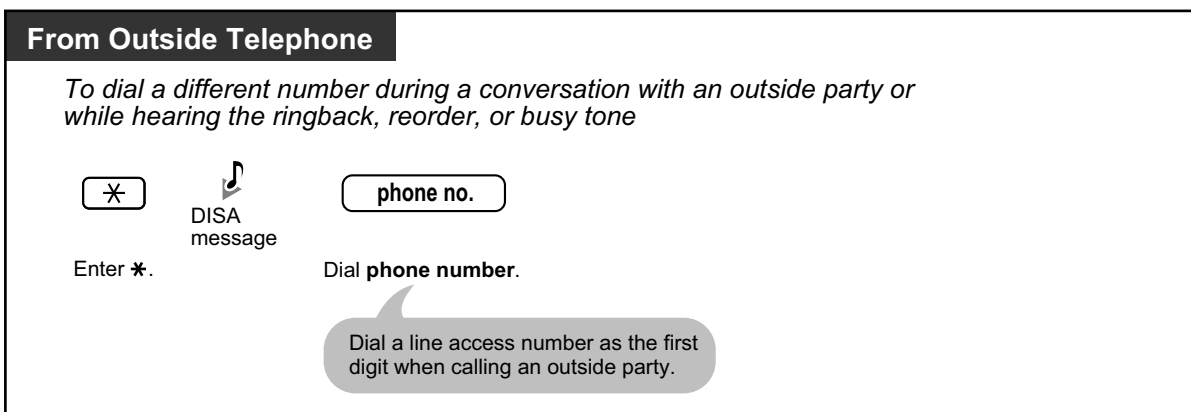 From Outside Telephone
To dial a different number during a conversation with an outside party or
while hearing the ringback, reorder, or busy tone
phone no.
DISA
message
Enter *.
Dial phone number.
Dial a line access number as the first
digit when calling an outside party.